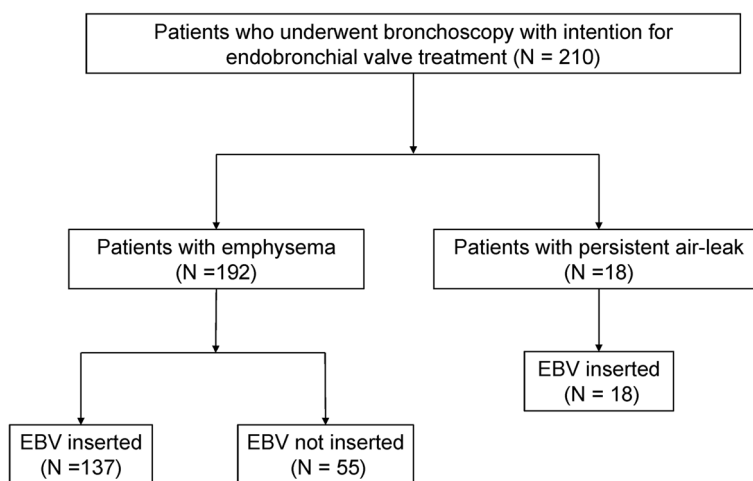 Patients who underwent bronchoscopy with intention for
endobronchial valve treatment (N = 210)
Patients with emphysema
(N =192)
Patients with persistent air-leak
(N =18)
EBV inserted
(N = 18)
EBV inserted
(N =137)
EBV not inserted
(N = 55)